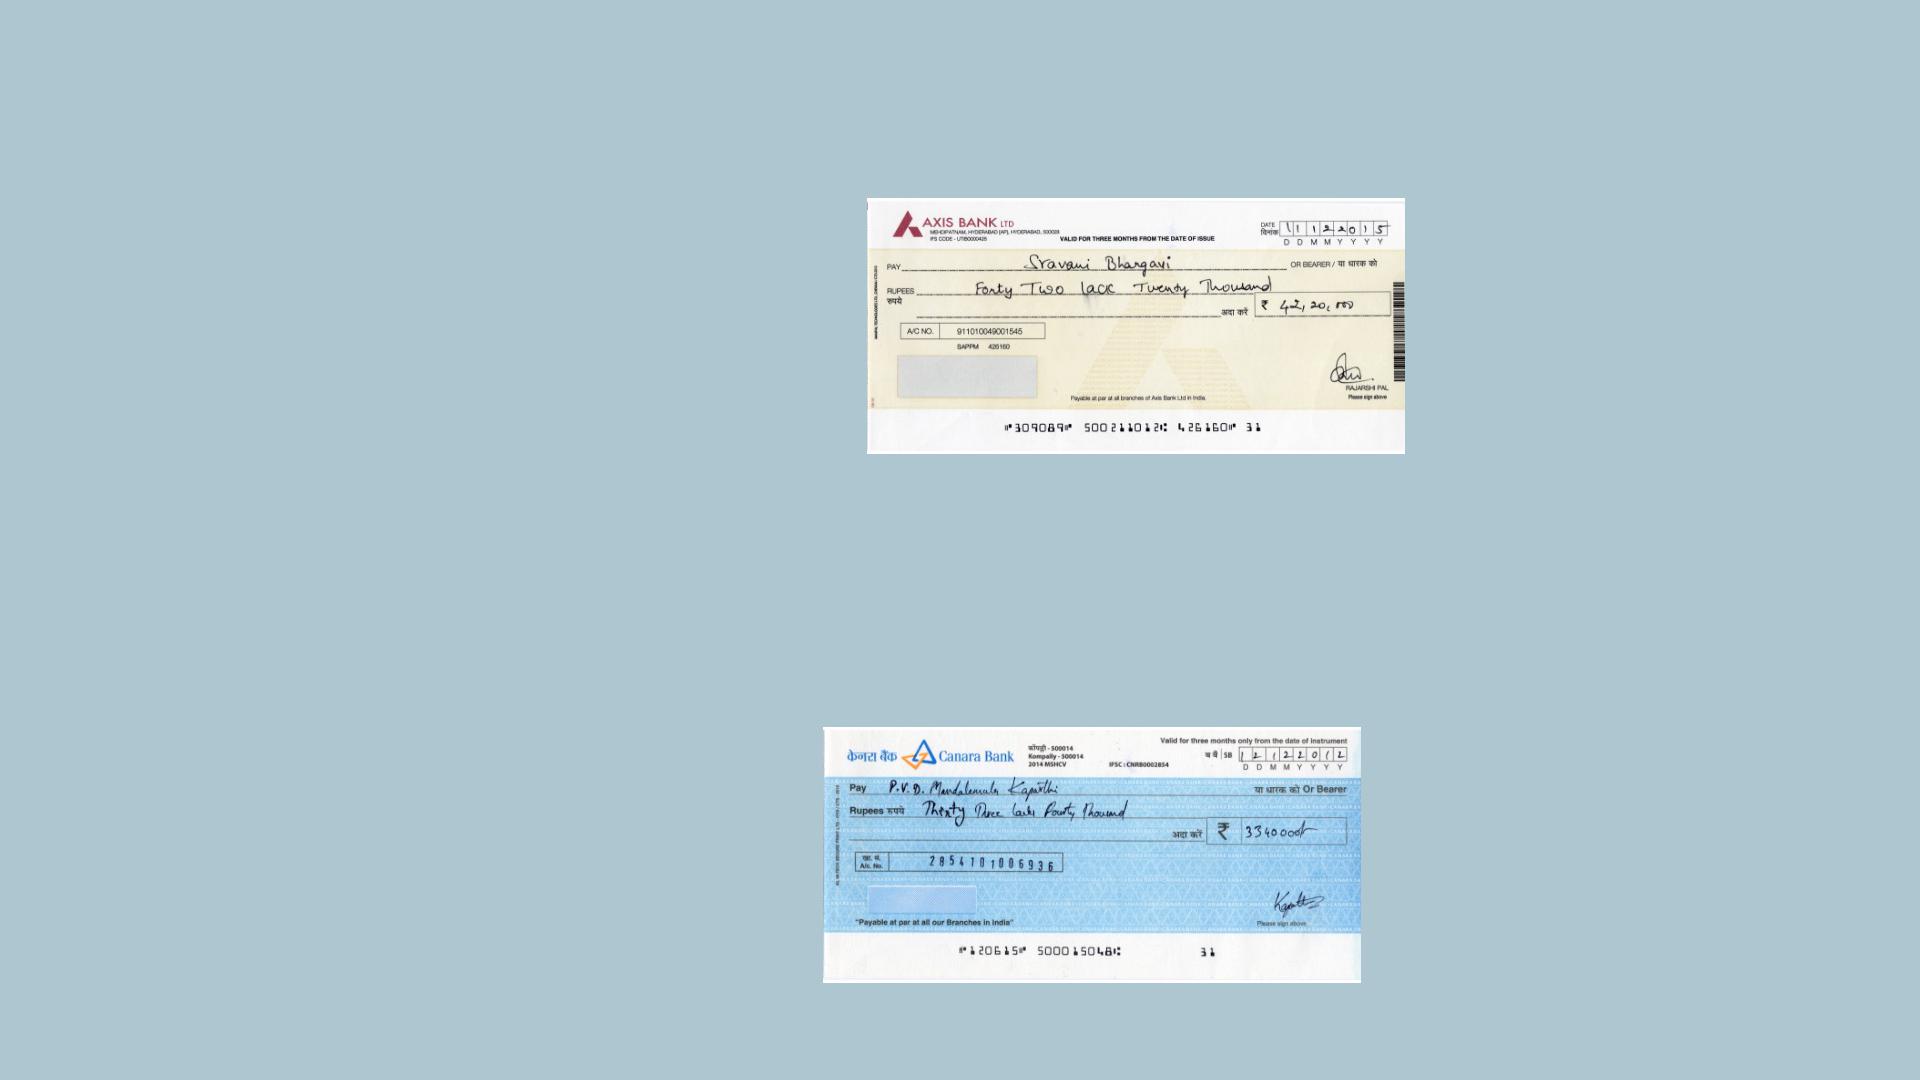 AXIS BANK LTD
MEHDIPATNAM, HYDERABAD [AP], HYDERABAD, 500028
IFS CODE - UTIB0000426
VALID FOR THREE MONTHS FROM THE DATE OF ISSUE
DATE
दिनांक
1 1 1 2 2 0 1 5
D D M M Y Y Y Y
PAY Sravani Bhargavi OR BEARER / या धारक को
RUPEES Forty Two lack Twenty Thousand
रुपये
अदा करें ₹ 42,20,000
A/C NO. 911010049001545
SAPPM 426160
RAJARSHI PAL
Please sign above
Payable at par at all branches of Axis Bank Ltd in India.
⑈309089⑈ 500211012⑆ 426160⑈ 31
Valid for three months only from the date of Instrument
केनरा बैंक Canara Bank
कोंपल्ली - 500014
Kompally - 500014
2014 MSHCV
IFSC : CNRB0002854
ब बैं SB 1 2 1 2 2 0 1 2
D D M M Y Y Y Y
Pay P.V.D. Kaparthi या धारक को Or Bearer
Rupees रुपये Thirty Three Lacks Fourty Thousand
अदा करें ₹ 3340000/-
खा. सं.
A/c. No. 2854101006936
Please sign above
"Payable at par at all our Branches in India"
⑈120615⑈ 500015048⑆ 31